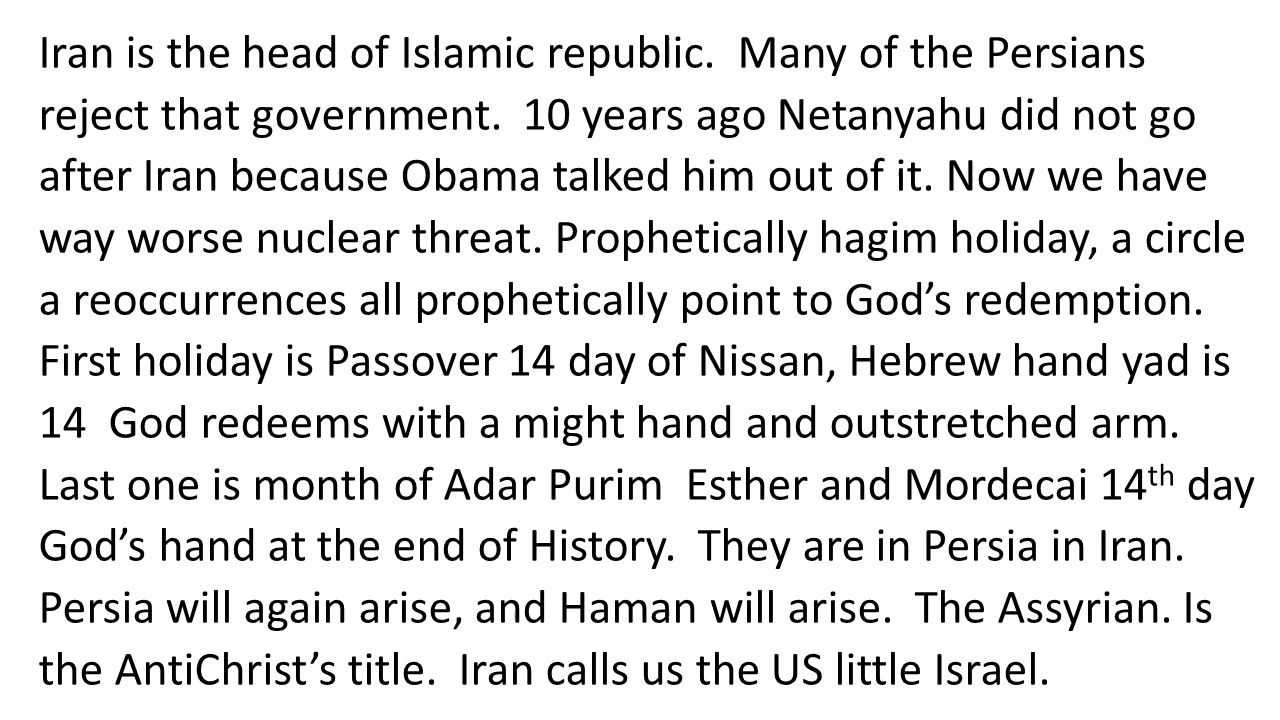 Iran is the head of Islamic republic.  Many of the Persians
reject that government.  10 years ago Netanyahu did not go
after Iran because Obama talked him out of it. Now we have
way worse nuclear threat. Prophetically hagim holiday, a circle
a reoccurrences all prophetically point to God’s redemption.
First holiday is Passover 14 day of Nissan, Hebrew hand yad is
14  God redeems with a might hand and outstretched arm.
Last one is month of Adar Purim  Esther and Mordecai 14th day
God’s hand at the end of History.  They are in Persia in Iran.
Persia will again arise, and Haman will arise.  The Assyrian. Is
the AntiChrist’s title.  Iran calls us the US little Israel.